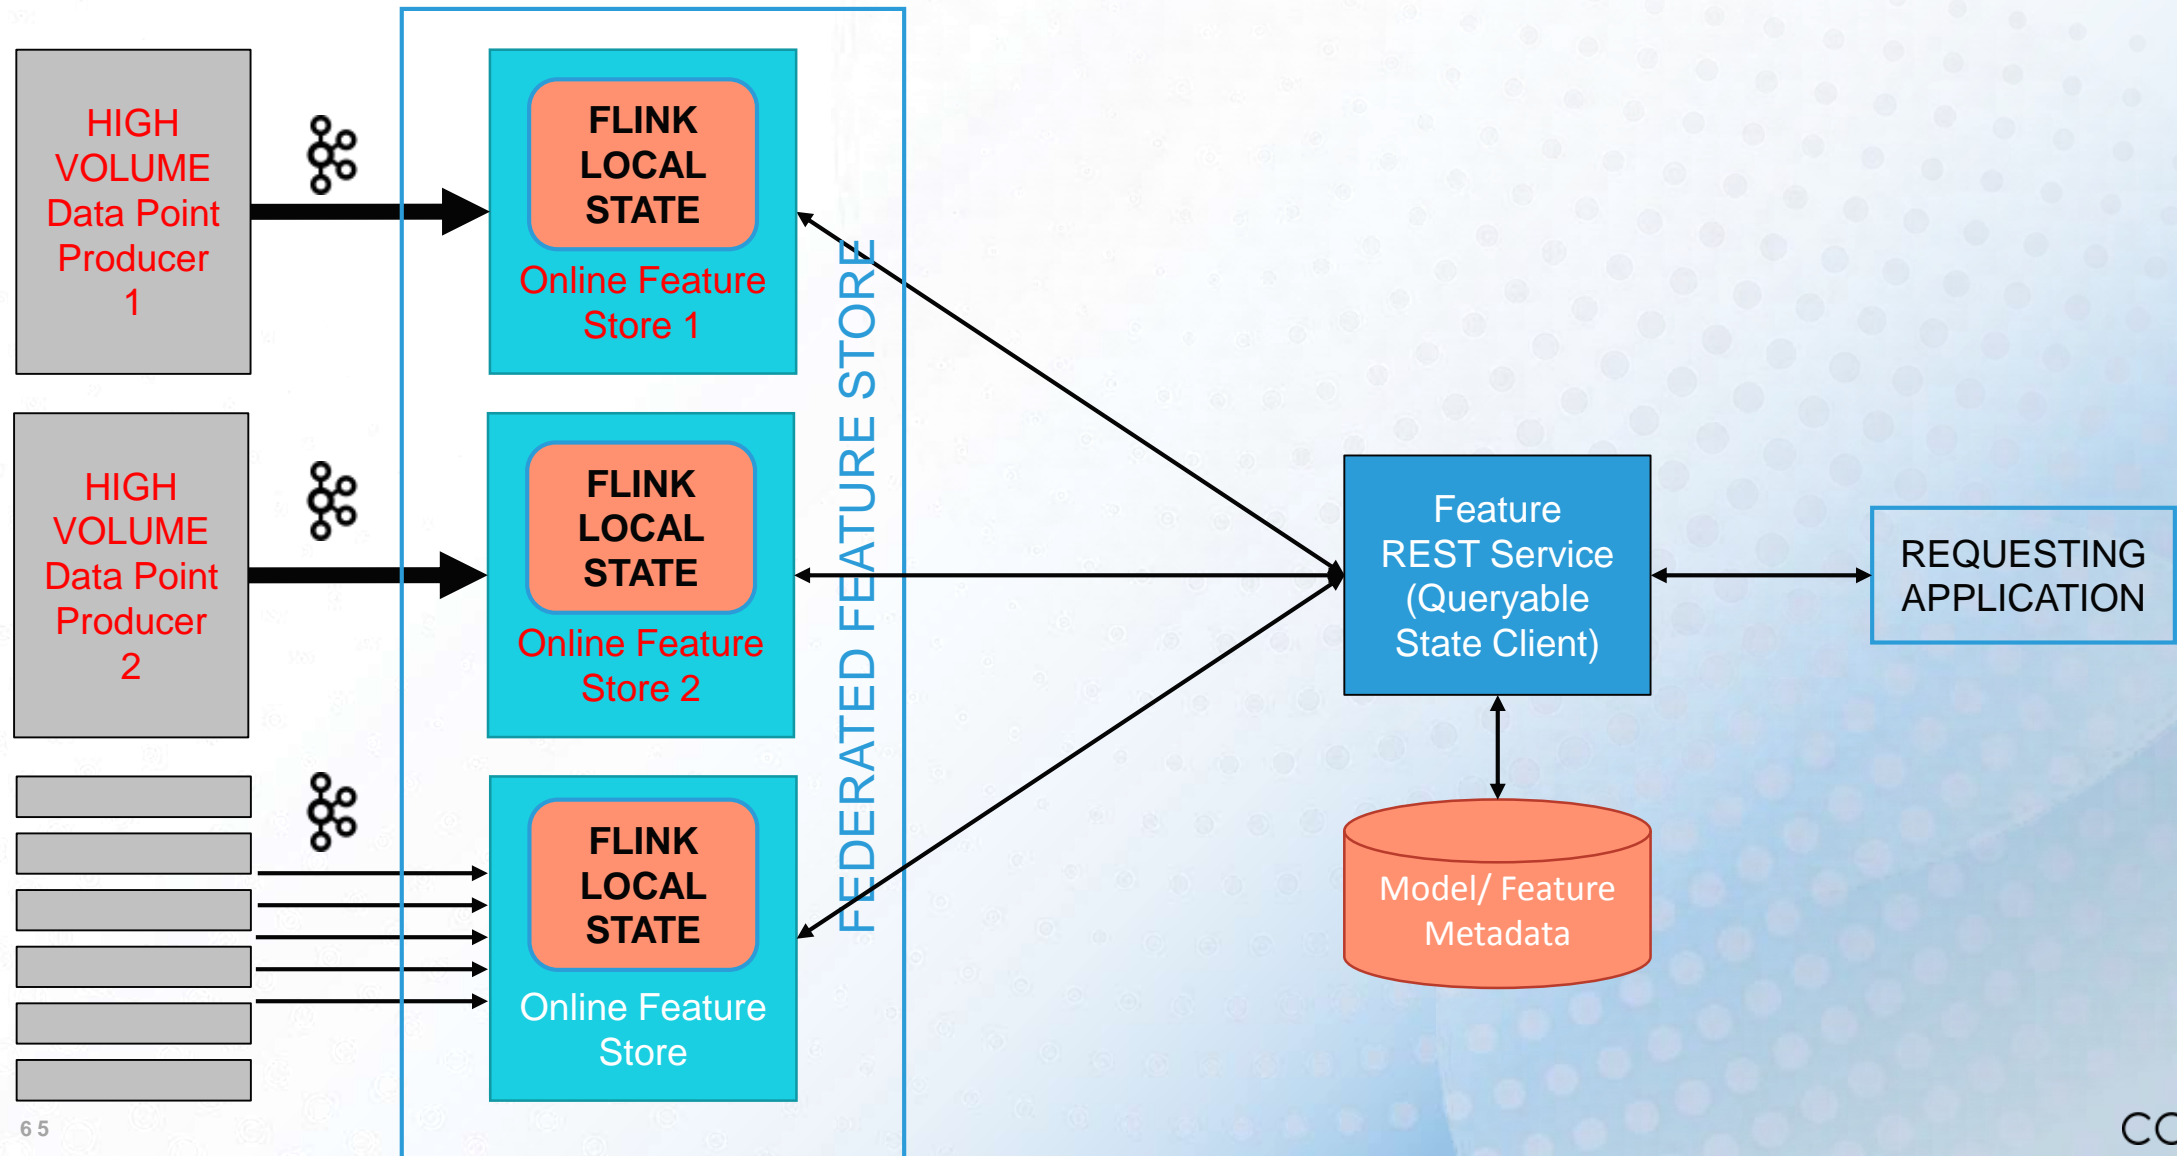 HIGH
VOLUME
Data Point
Producer
1
FLINK
LOCAL
STATE
Online Feature
Store 1
HIGH
VOLUME
Data Point
Producer
2
FLINK
LOCAL
STATE
Online Feature
Store 2
FLINK
LOCAL
STATE
Online Feature
Store
FEDERATED FEATURE STORE
Feature
REST Service
(Queryable
State Client)
REQUESTING
APPLICATION
Model/ Feature
Metadata
65